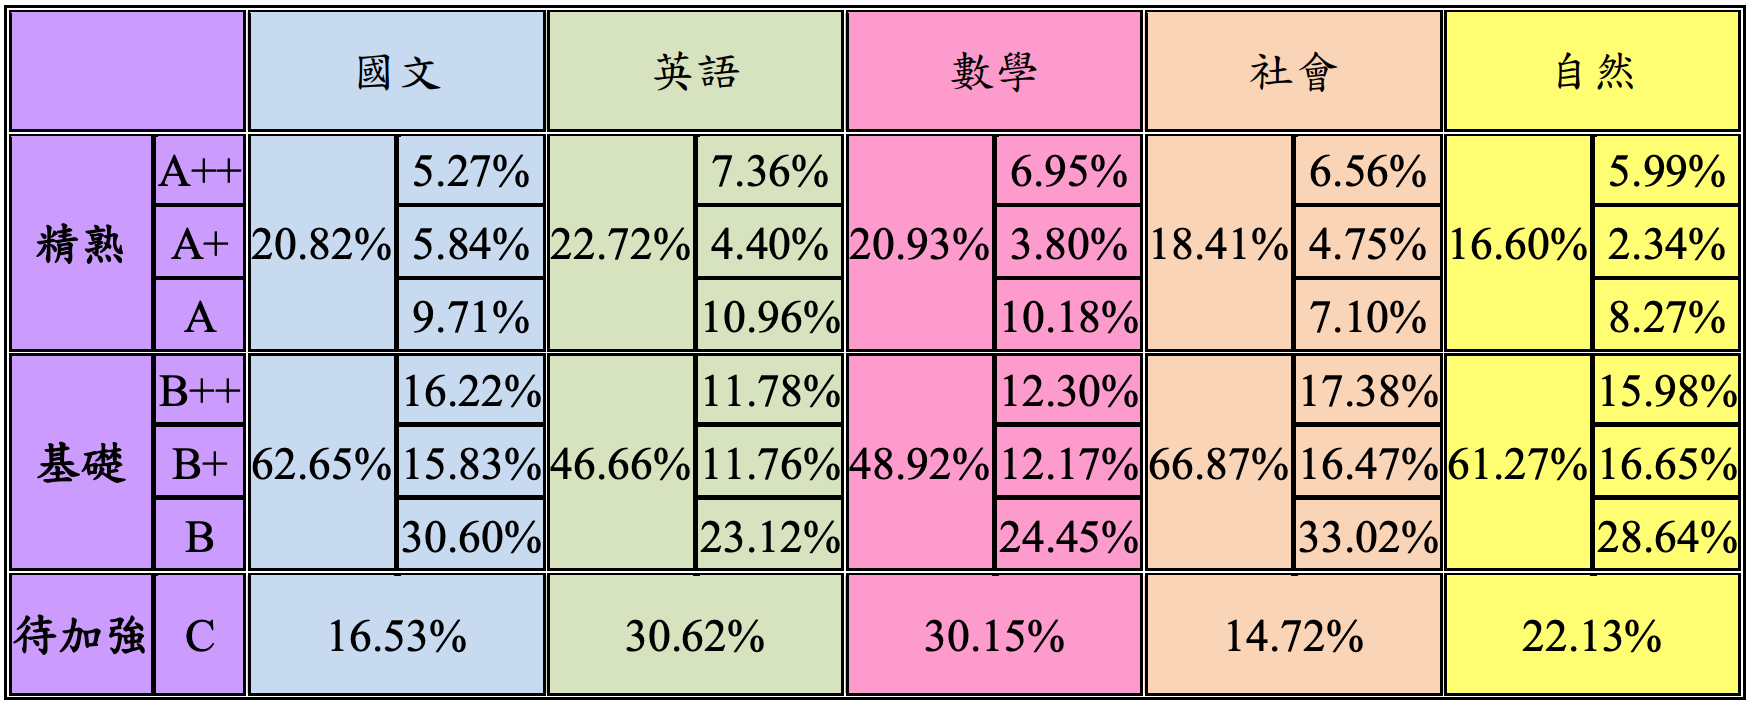 國文 英語 數學 社會 自然
精熟 A++ 20.82% 5.27% 22.72% 7.36% 20.93% 6.95% 18.41% 6.56% 16.60% 5.99%
A+ 5.84% 4.40% 3.80% 4.75% 2.34%
A 9.71% 10.96% 10.18% 7.10% 8.27%
基礎 B++ 62.65% 16.22% 46.66% 11.78% 48.92% 12.30% 66.87% 17.38% 61.27% 15.98%
B+ 15.83% 11.76% 12.17% 16.47% 16.65%
B 30.60% 23.12% 24.45% 33.02% 28.64%
待加強 C 16.53% 30.62% 30.15% 14.72% 22.13%